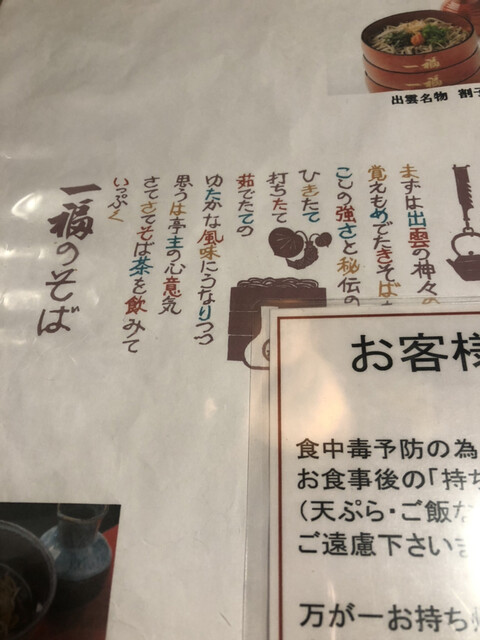 出雲名物 割子
まずは出雲の神々の
覚えもめでたきそば
こしの強さと秘伝の
ひきたて
打ちたて
茹でたての
ゆたかな風味にうなりつつ
思うは亭主の心意気
さてさてそば茶を飲みて
いっぷく
一福のそば
お客様
食中毒予防の為
お食事後の「持ち
(天ぷら・ご飯な
ご遠慮下さいま
万が一お持ち帰